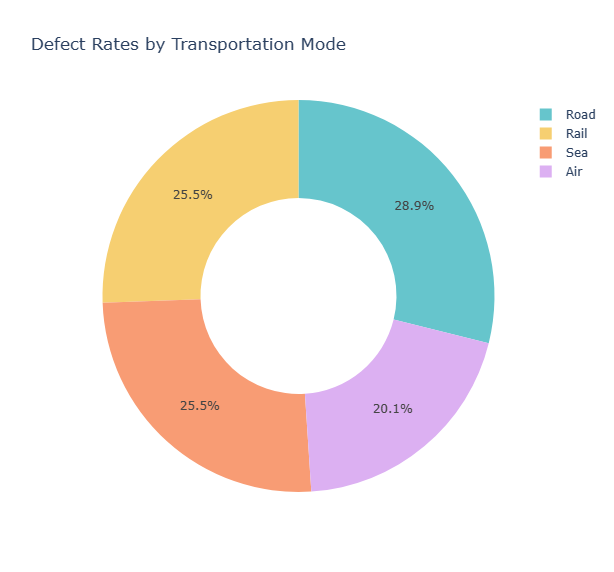 Defect Rates by Transportation Mode
Road
Rail
Sea
Air
25.5%
28.9%
25.5%
20.1%